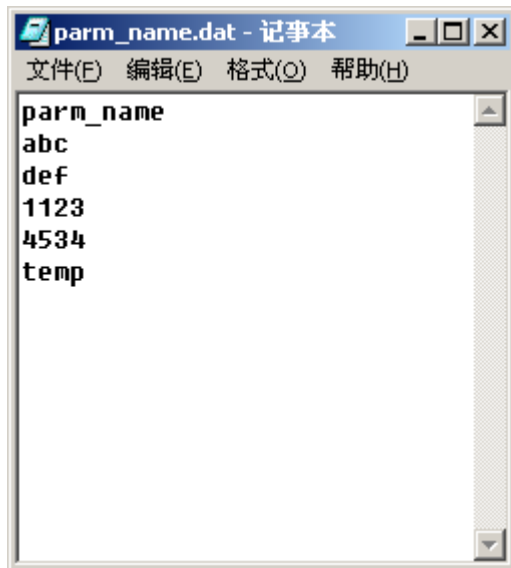 parm_name.dat - 记事本
文件(F) 编辑(E) 格式(O) 帮助(H)
parm_name
abc
def
1123
4534
temp